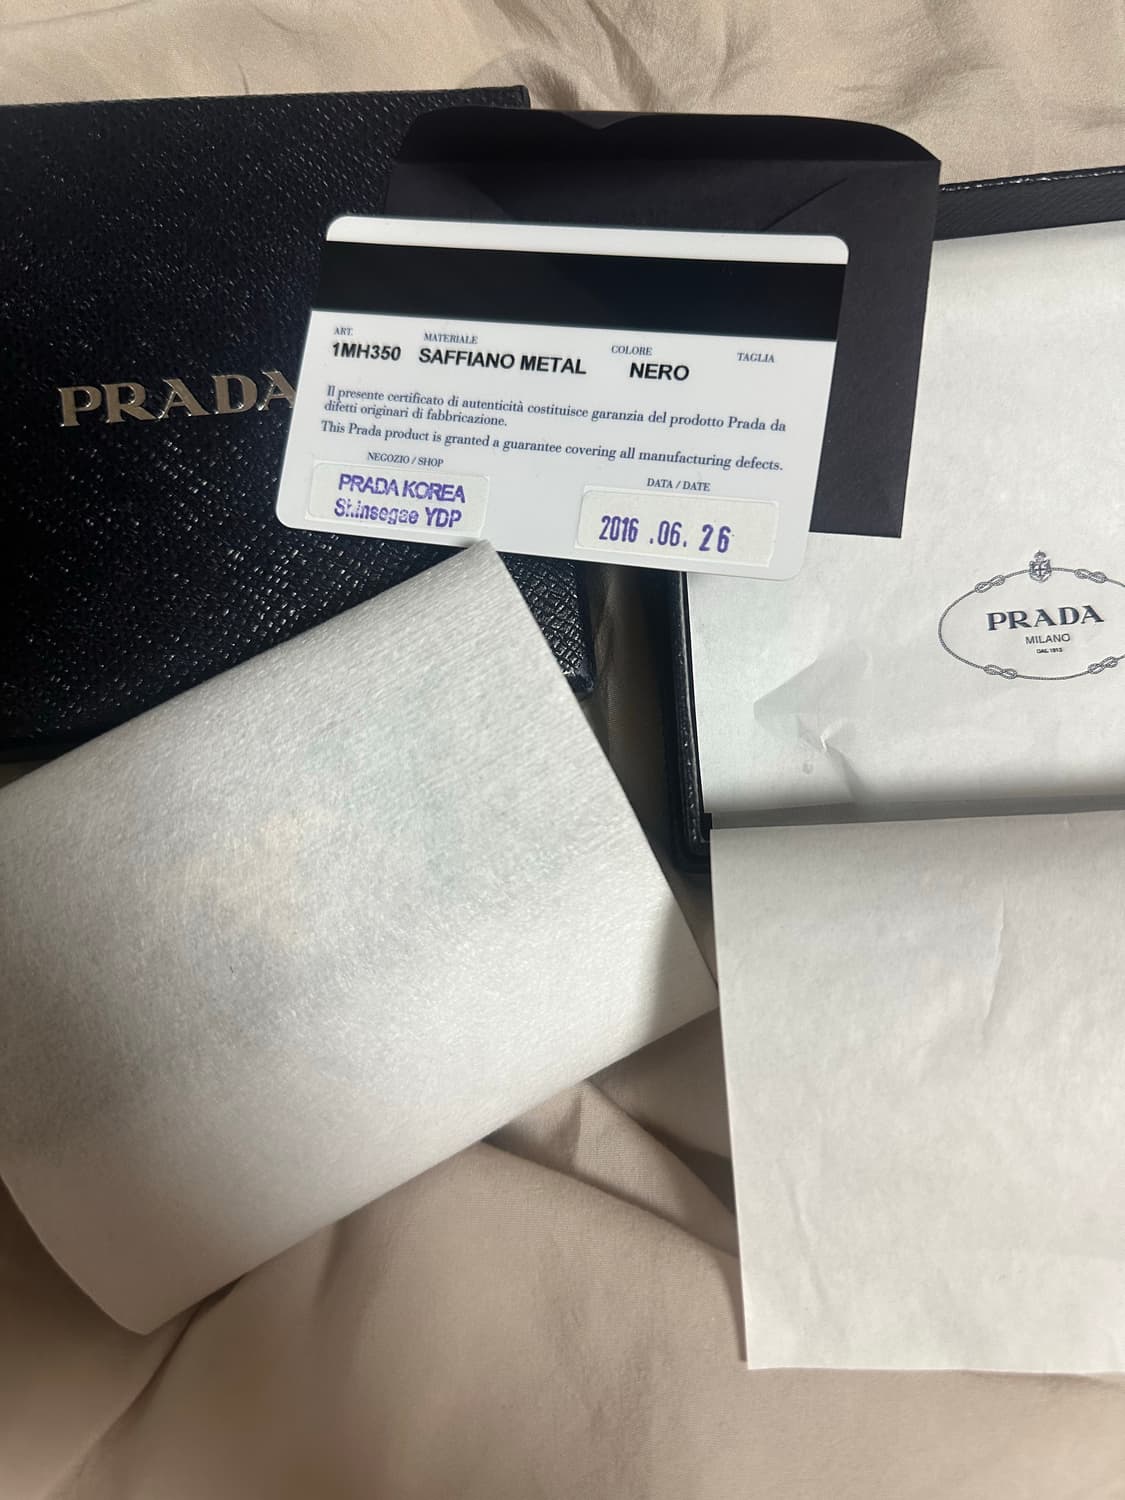 PRADA
ART.
1MH350
MATERIALE
SAFFIANO METAL
COLORE
NERO
TAGLIA
Il presente certificato di autenticità costituisce garanzia del prodotto Prada da
difetti originari di fabbricazione.
This Prada product is granted a guarantee covering all manufacturing defects.
NEGOZIO / SHOP
PRADA KOREA
Shinsegae YDP
DATA / DATE
2016 .06. 26
PRADA
MILANO
DAL 1913